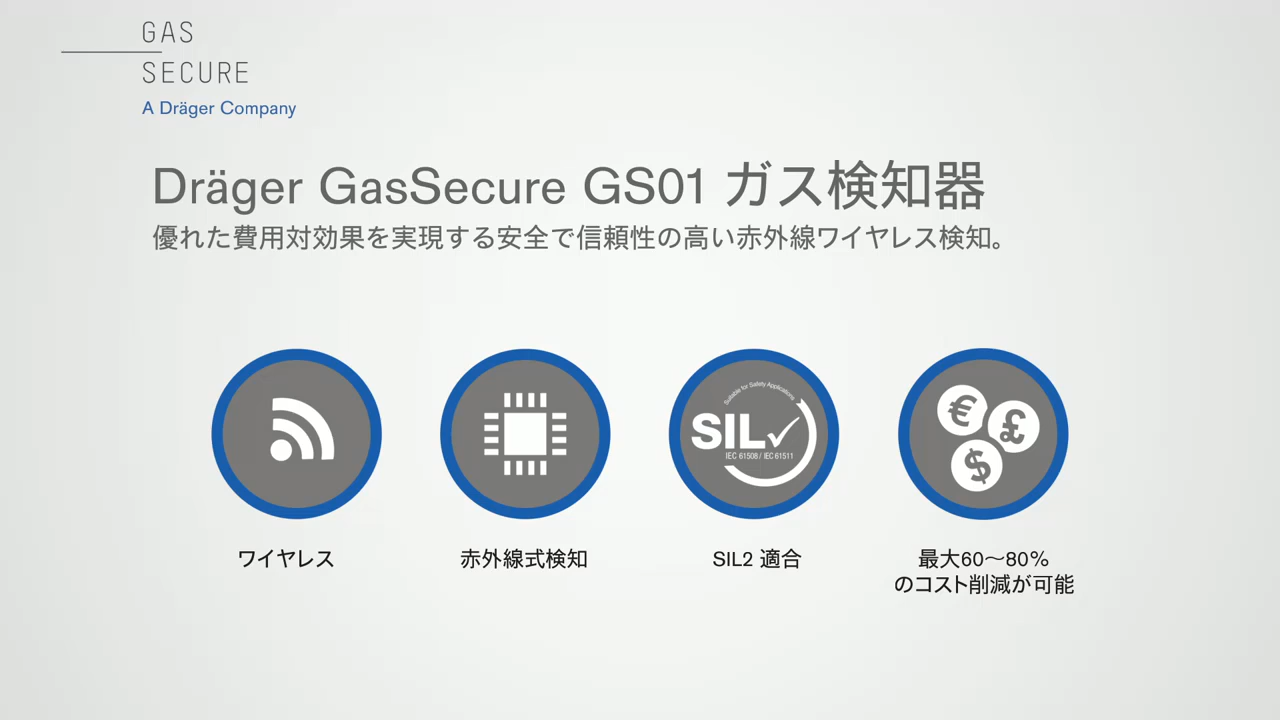 GAS
SECURE
A Dräger Company
Dräger GasSecure GS01 ガス検知器
優れた費用対効果を実現する安全で信頼性の高い赤外線ワイヤレス検知。
Suitable for Safety Applications
SIL
IEC 61508 / IEC 61511
€
£
$
ワイヤレス
赤外線式検知
SIL2 適合
最大60～80%
のコスト削減が可能